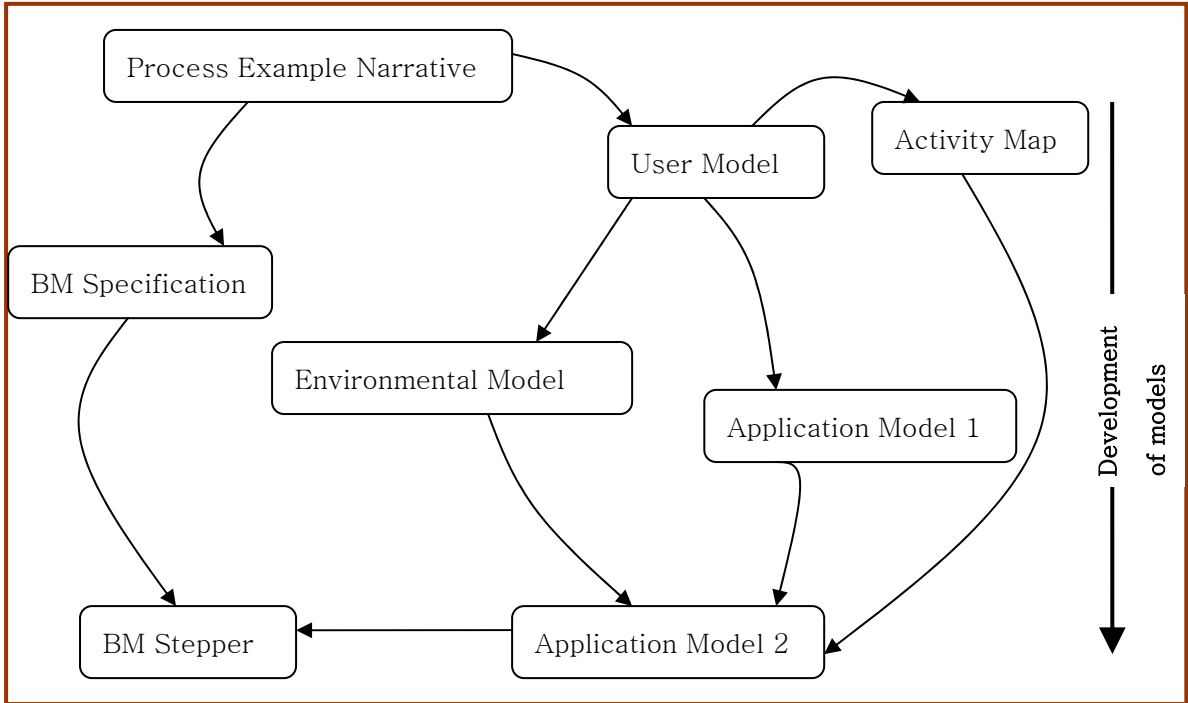 Process Example Narrative
User Model
Activity Map
BM Specification
Environmental Model
Application Model 1
Development
of models
BM Stepper
Application Model 2